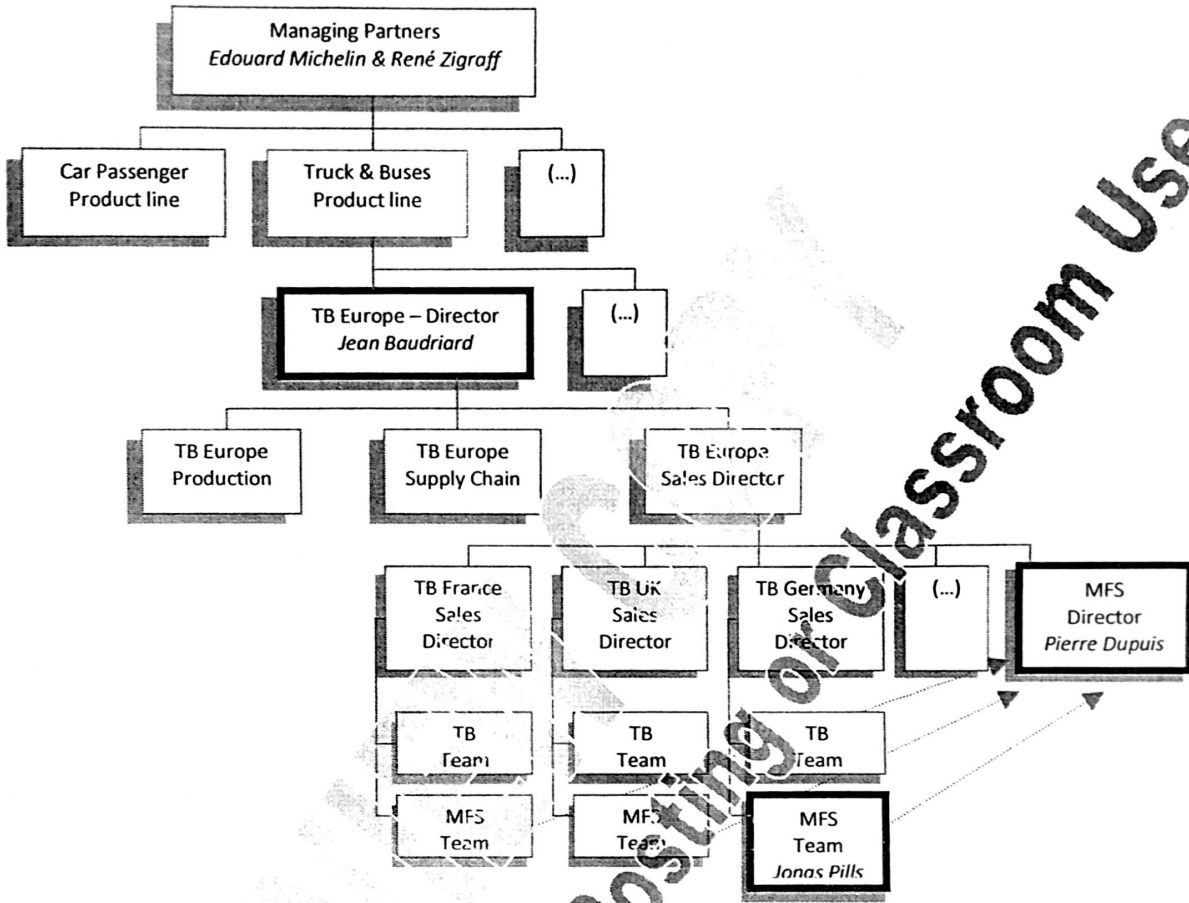 Managing Partners
Edouard Michelin & René Zigraff
Car Passenger
Product line
Truck & Buses
Product line
(...)
TB Europe – Director
Jean Baudriard
(...)
TB Europe
Production
TB Europe
Supply Chain
TB Europe
Sales Director
TB France
Sales
Director
TB UK
Sales
Director
TB Germany
Sales
Director
(...)
MFS
Director
Pierre Dupuis
TB
Team
TB
Team
TB
Team
MFS
Team
MFS
Team
MFS
Team
Jonas Pills
osting or Classroom Use